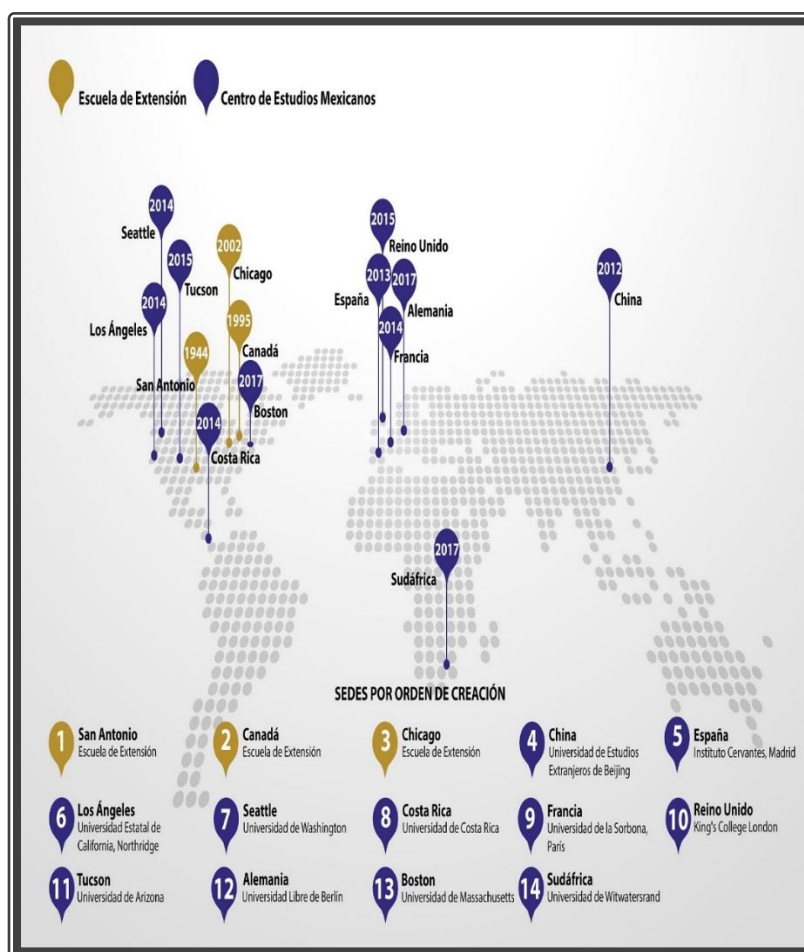 Escuela de Extensión
Centro de Estudios Mexicanos
2014
Seattle
2015
Tucson
2014
Los Ángeles
1944
San Antonio
2014
Costa Rica
2002
Chicago
1995
Canadá
2017
Boston
2015
Reino Unido
2013
España
2017
Alemania
2014
Francia
2012
China
2017
Sudáfrica
SEDES POR ORDEN DE CREACIÓN
1 San Antonio
Escuela de Extensión
2 Canadá
Escuela de Extensión
3 Chicago
Escuela de Extensión
4 China
Universidad de Estudios
Extranjeros de Beijing
5 España
Instituto Cervantes, Madrid
6 Los Ángeles
Universidad Estatal de
California, Northridge
7 Seattle
Universidad de Washington
8 Costa Rica
Universidad de Costa Rica
9 Francia
Universidad de la Sorbona,
París
10 Reino Unido
King's College London
11 Tucson
Universidad de Arizona
12 Alemania
Universidad Libre de Berlín
13 Boston
Universidad de Massachusetts
14 Sudáfrica
Universidad de Witwatersrand